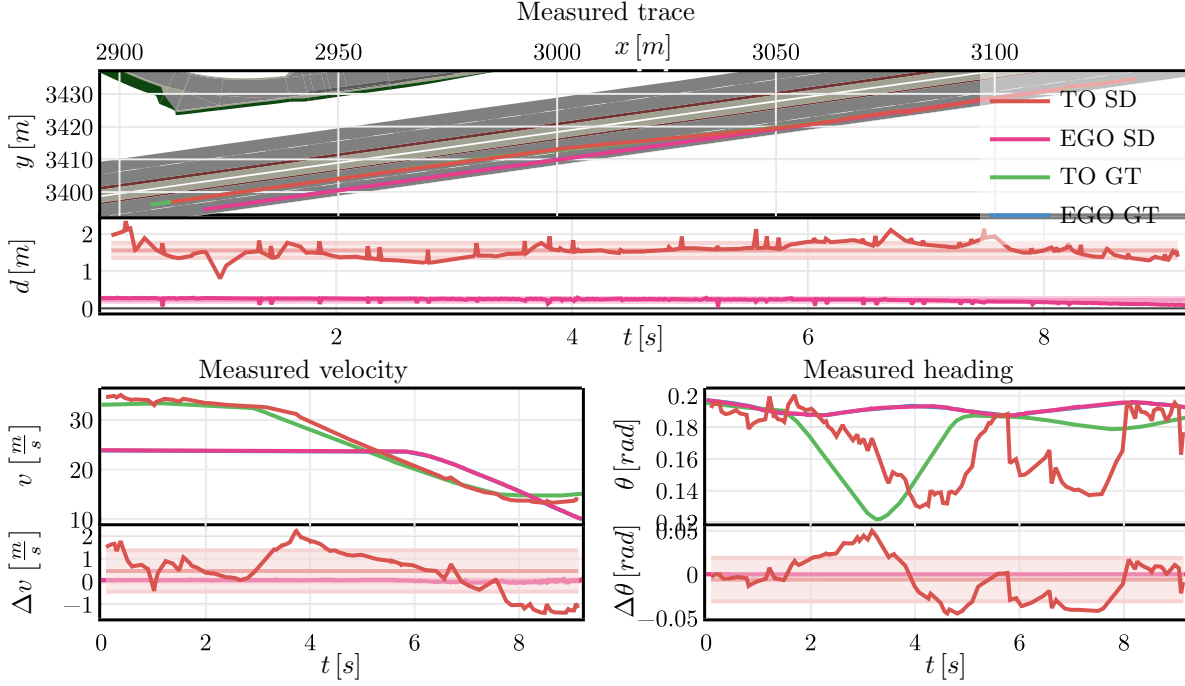 Measured trace
2900 2950 3000 x [m] 3050 3100
3430
3420
3410
3400
y [m]
TO SD
EGO SD
TO GT
EGO GT
2
1
0
d [m]
2 4 6 8
t [s]
Measured velocity
30
20
10
v [m/s]
2
1
0
−1
Δv [m/s]
0 2 4 6 8
t [s]
Measured heading
0.2
0.18
0.16
0.14
0.12
θ [rad]
0.05
0
−0.05
Δθ [rad]
0 2 4 6 8
t [s]